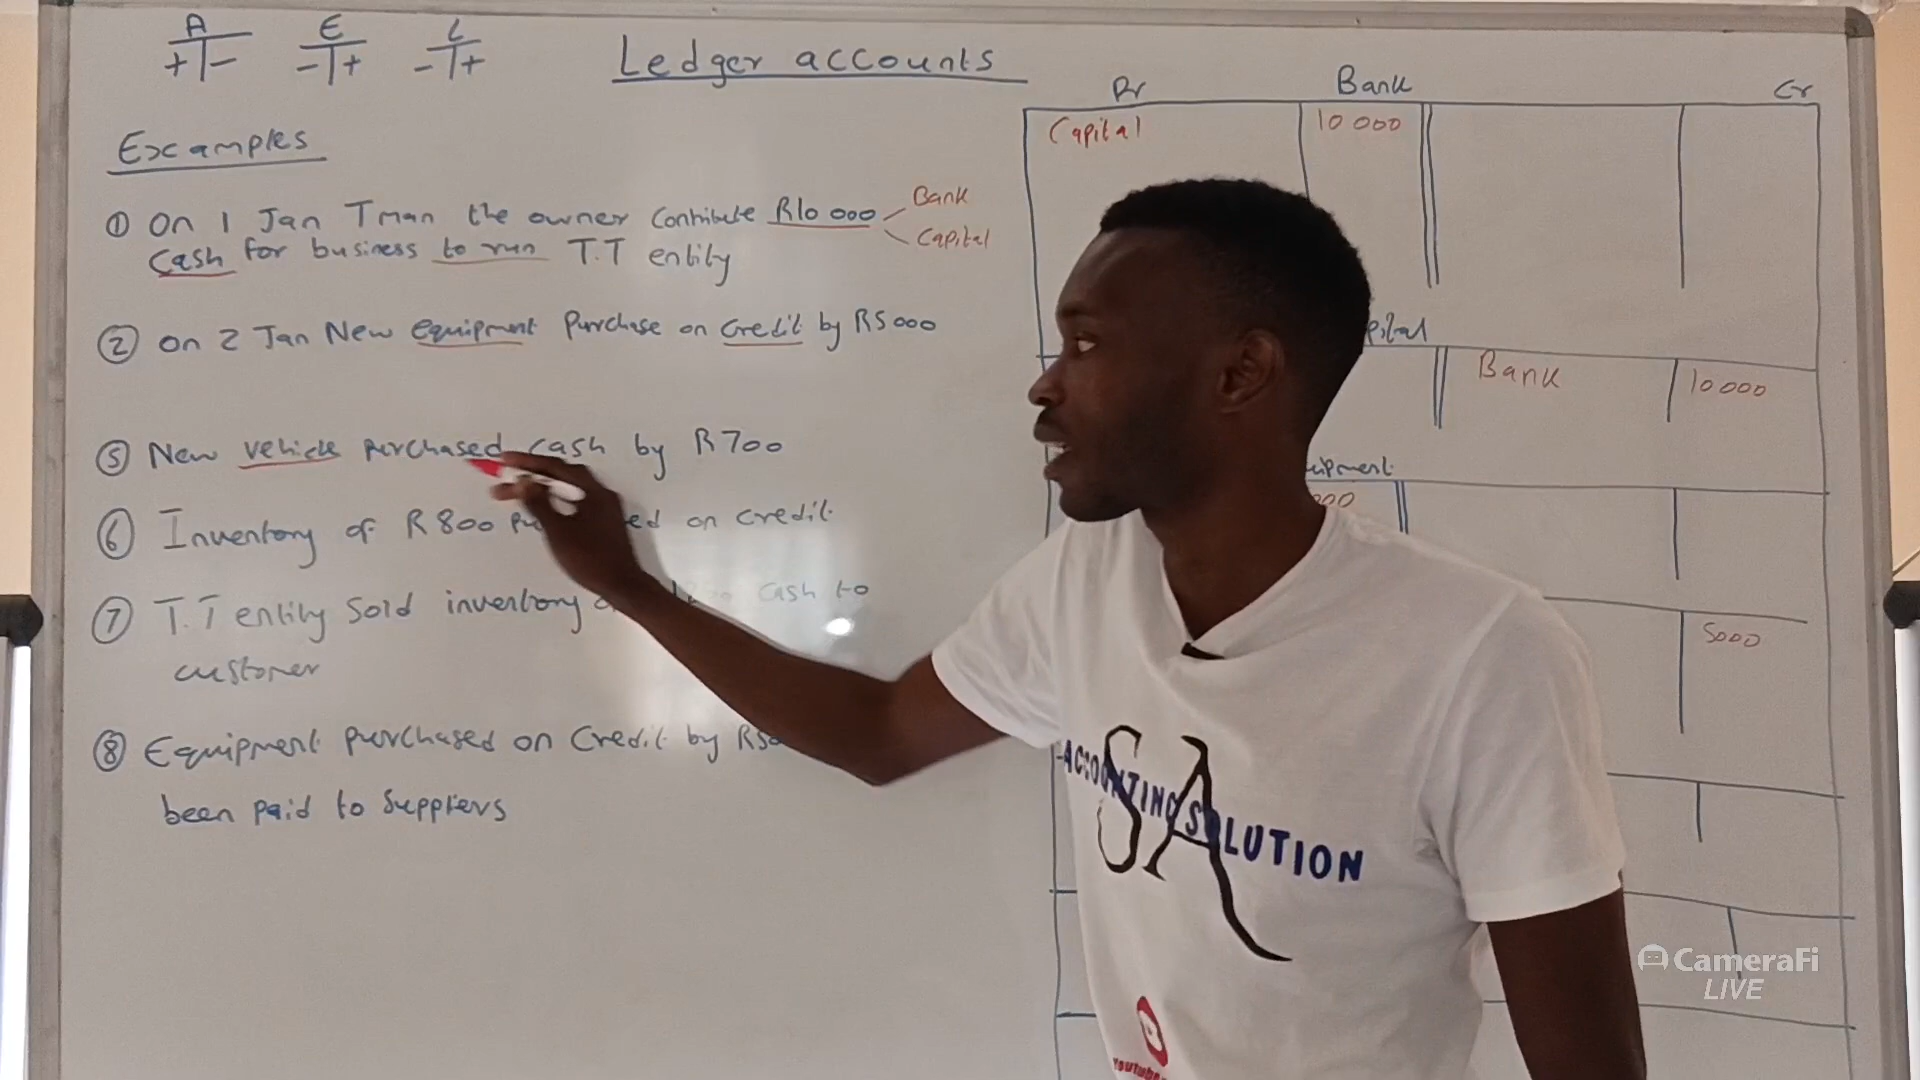 A E L
+ - - + - +
Ledger accounts
Examples
① On 1 Jan Tman the owner Contribute R10 000
Bank
Capital
Cash for business to run T.T entity
② on 2 Jan New equipment Purchase on credit by R5000
⑤ New vehicle purchased cash by R700
⑥ Inventory of R800 on credit
⑦ T.T entity Sold inventory cash to
customer
⑧ Equipment purchased on Credit by
been paid to Suppliers
Dr Bank Cr
Capital 10 000
Bank 10 000
5000
ACCOUNTING SOLUTION
SA
Youtube
CameraFi
LIVE